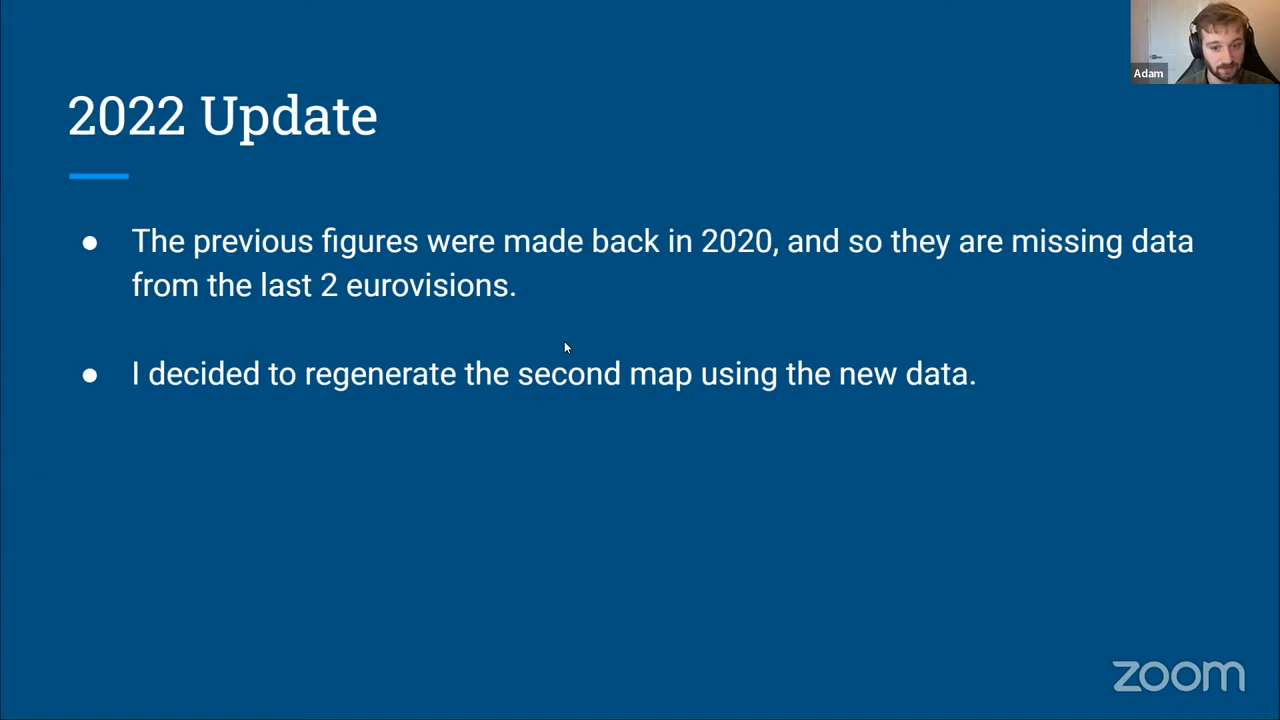 Adam
2022 Update
● The previous figures were made back in 2020, and so they are missing data
from the last 2 eurovisions.
● I decided to regenerate the second map using the new data.
zoom